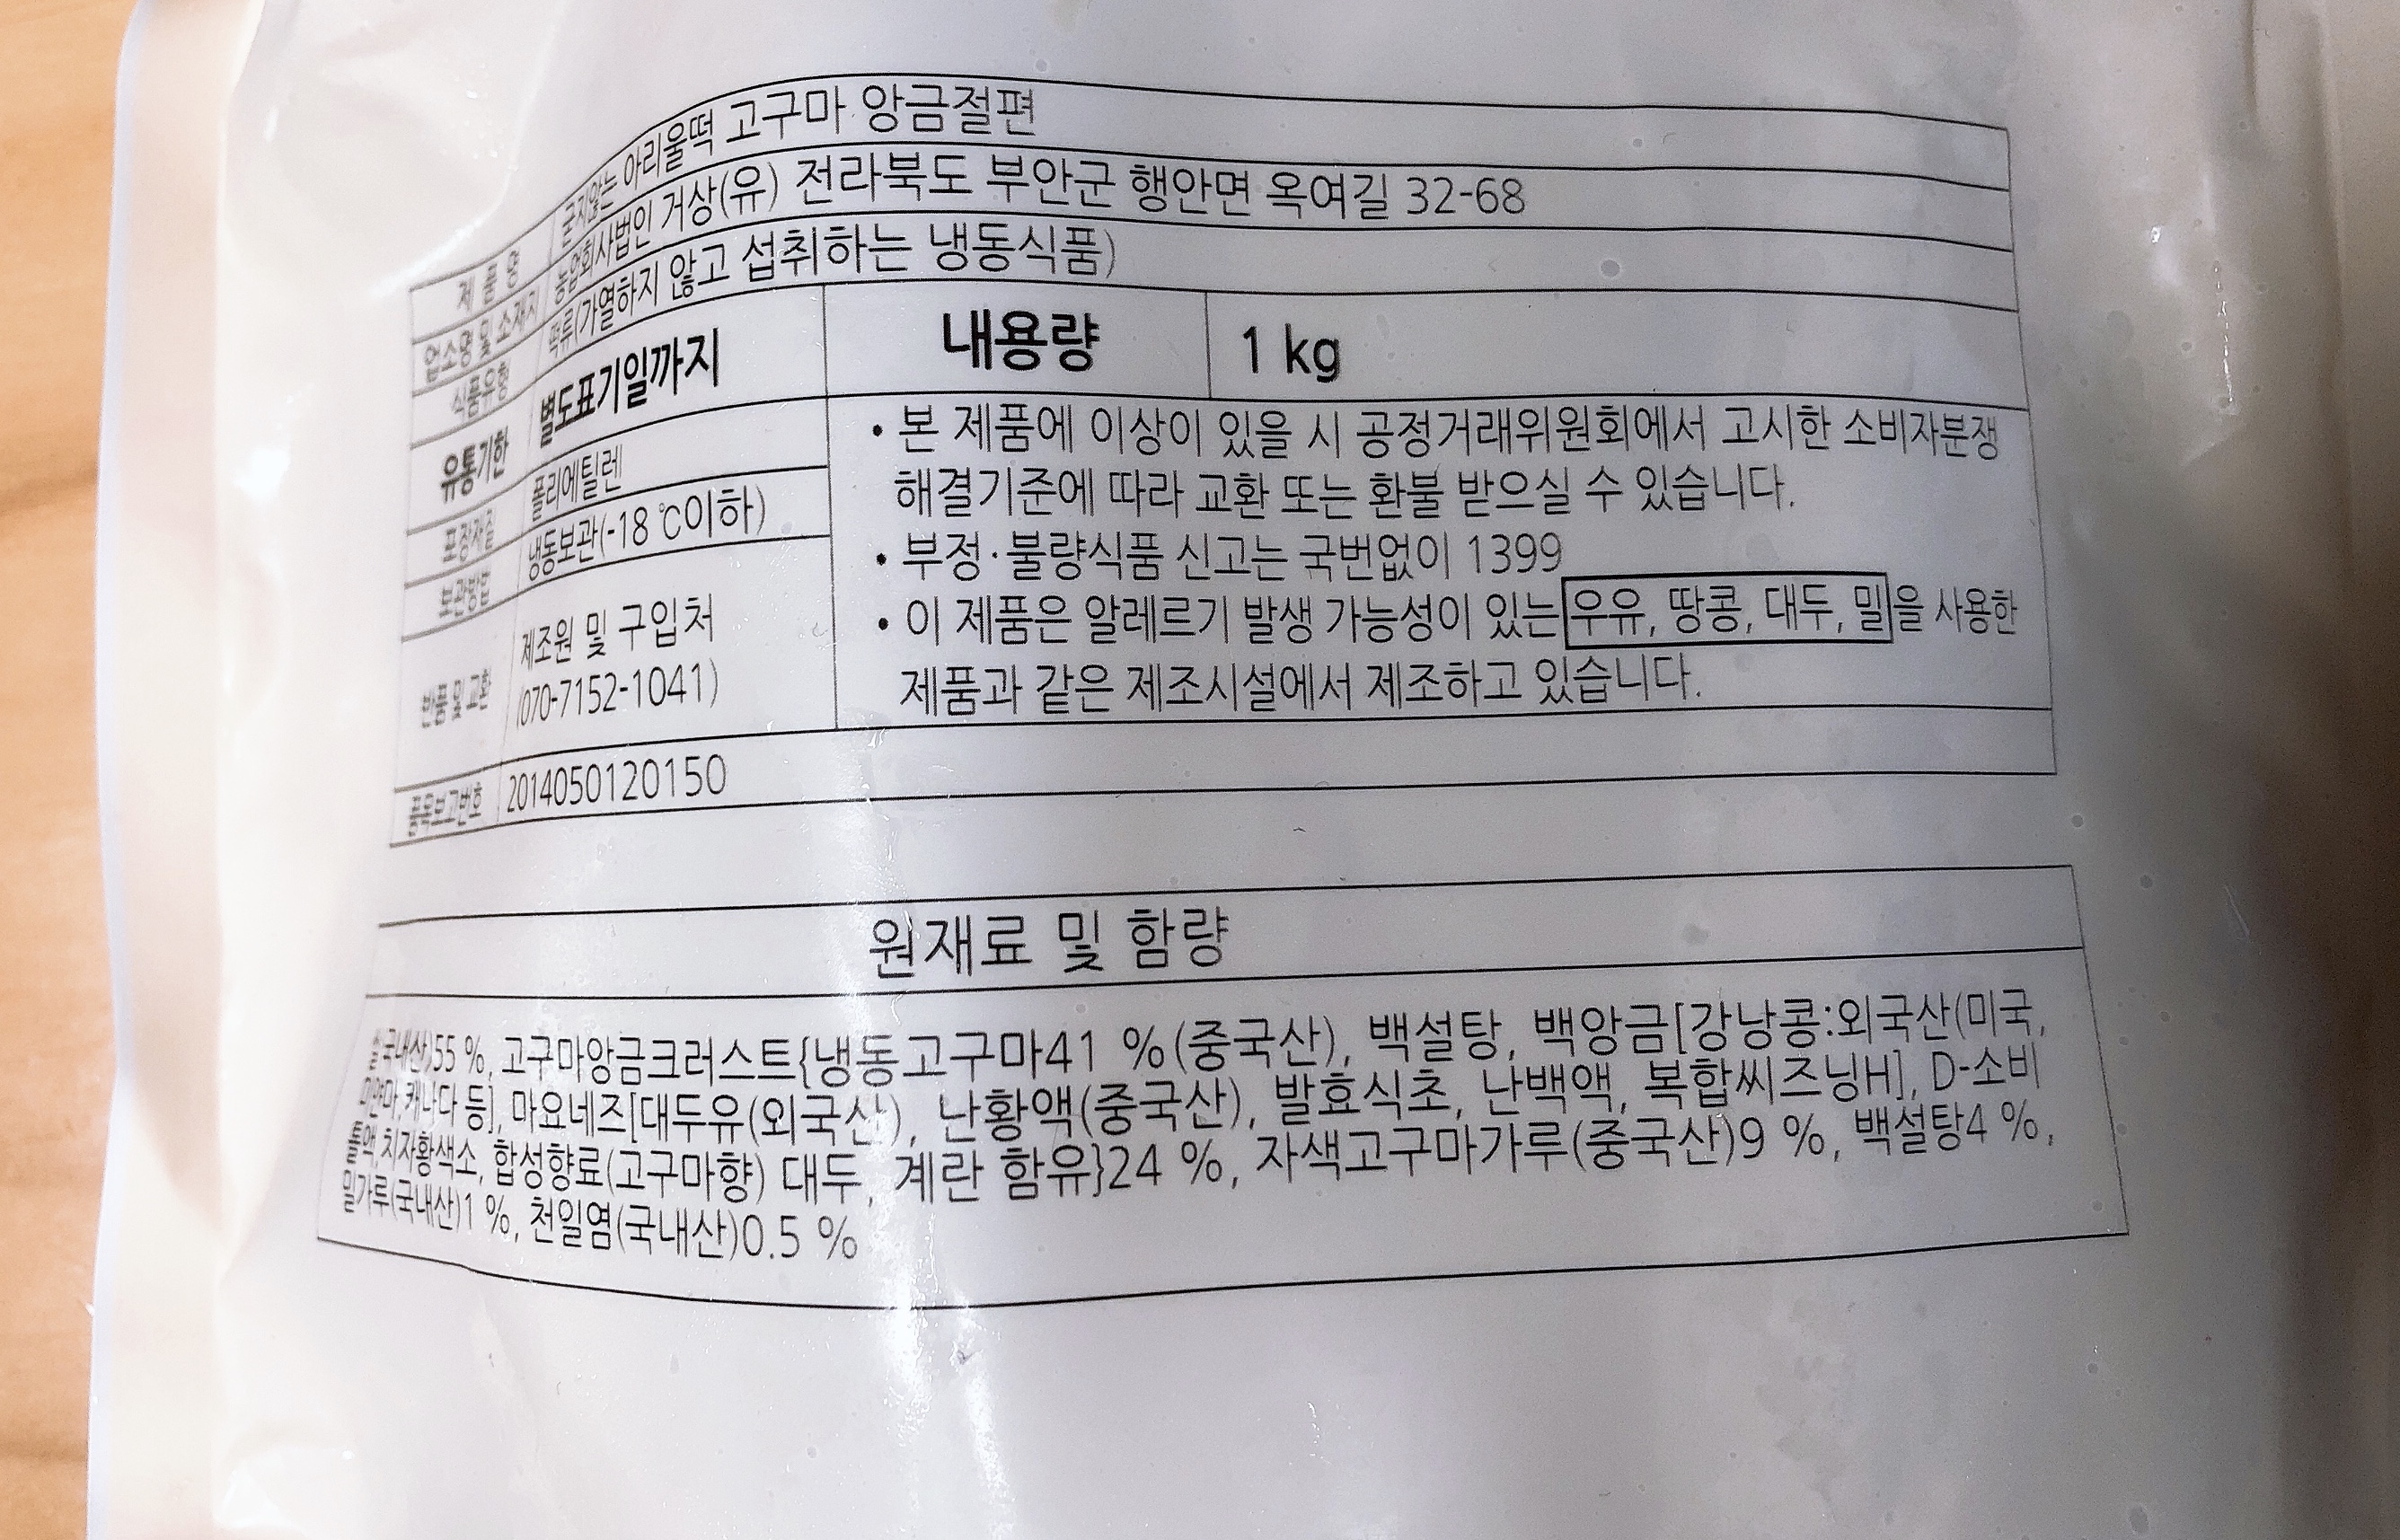 제 품 명 굳지않는 아리울떡 고구마 앙금절편
업소명 및 소재지 농업회사법인 거상(유) 전라북도 부안군 행안면 옥여길 32-68
식품유형 떡류(가열하지 않고 섭취하는 냉동식품)
유통기한 별도표기일까지 내용량 1 kg
포장재질 폴리에틸렌
보관방법 냉동보관(-18 ℃이하)
반품 및 교환 제조원 및 구입처
(070-7152-1041)
• 본 제품에 이상이 있을 시 공정거래위원회에서 고시한 소비자분쟁
해결기준에 따라 교환 또는 환불 받으실 수 있습니다.
• 부정·불량식품 신고는 국번없이 1399
• 이 제품은 알레르기 발생 가능성이 있는 우유, 땅콩, 대두, 밀을 사용한
제품과 같은 제조시설에서 제조하고 있습니다.
품목보고번호 2014050120150
원재료 및 함량
(국내산)55 %, 고구마앙금크러스트{냉동고구마41 %(중국산), 백설탕, 백앙금[강낭콩:외국산(미국,
미얀마,캐나다 등], 마요네즈[대두유(외국산), 난황액(중국산), 발효식초, 난백액, 복합씨즈닝H], D-소비
톨액,치자황색소, 합성향료(고구마향) 대두, 계란 함유}24 %, 자색고구마가루(중국산)9 %, 백설탕4 %,
밀가루(국내산)1 %, 천일염(국내산)0.5 %